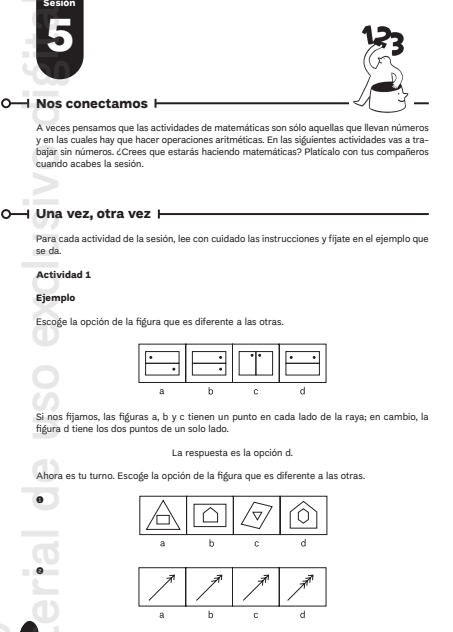 Sesión
5
123
Nos conectamos
A veces pensamos que las actividades de matemáticas son sólo aquellas que llevan números
y en las cuales hay que hacer operaciones aritméticas. En las siguientes actividades vas a tra-
bajar sin números. ¿Crees que estarás haciendo matemáticas? Platícalo con tus compañeros
cuando acabes la sesión.
Una vez, otra vez
Para cada actividad de la sesión, lee con cuidado las instrucciones y fíjate en el ejemplo que
se da.
Actividad 1
Ejemplo
Escoge la opción de la figura que es diferente a las otras.
a b c d
Si nos fijamos, las figuras a, b y c tienen un punto en cada lado de la raya; en cambio, la
figura d tiene los dos puntos de un solo lado.
La respuesta es la opción d.
Ahora es tu turno. Escoge la opción de la figura que es diferente a las otras.
1
a b c d
2
a b c d
erial de uso exclusivo digital